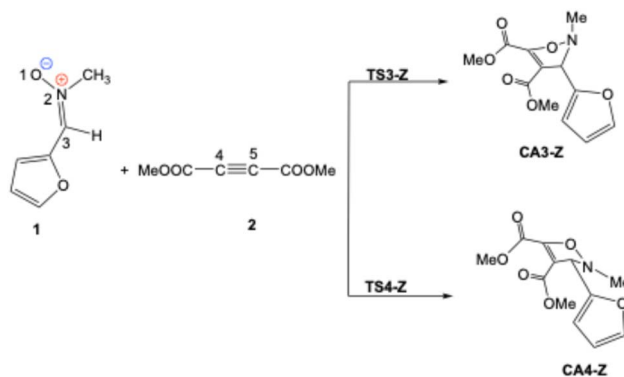 1 O ⊖ CH3
⊕
2 N
3 H
O
1
+ MeOOC—C≡C—COOMe
4 5
2
TS3-Z
TS4-Z
O Me
O N
MeO
O
OMe
O
CA3-Z
O
O
MeO N
O Me
OMe
O
CA4-Z